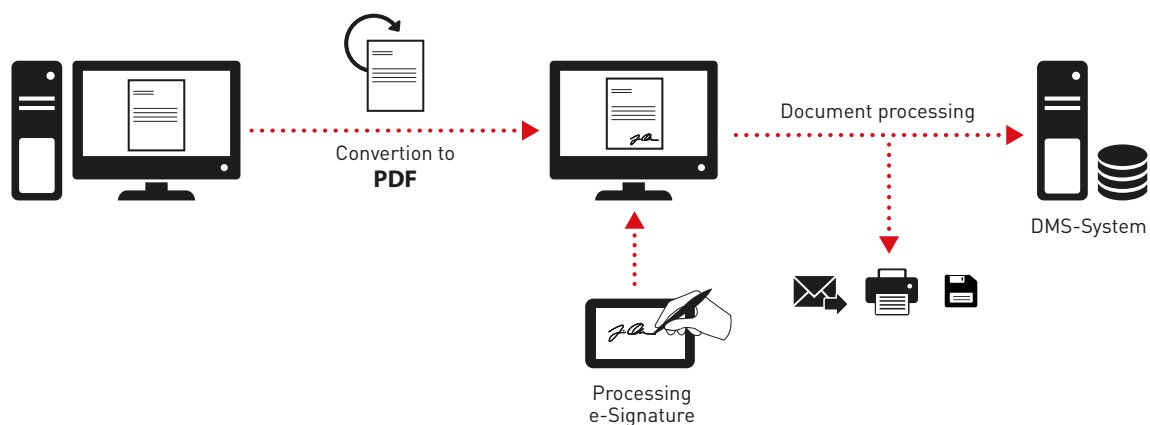 Convertion to
PDF
Document processing
DMS-System
Processing
e-Signature